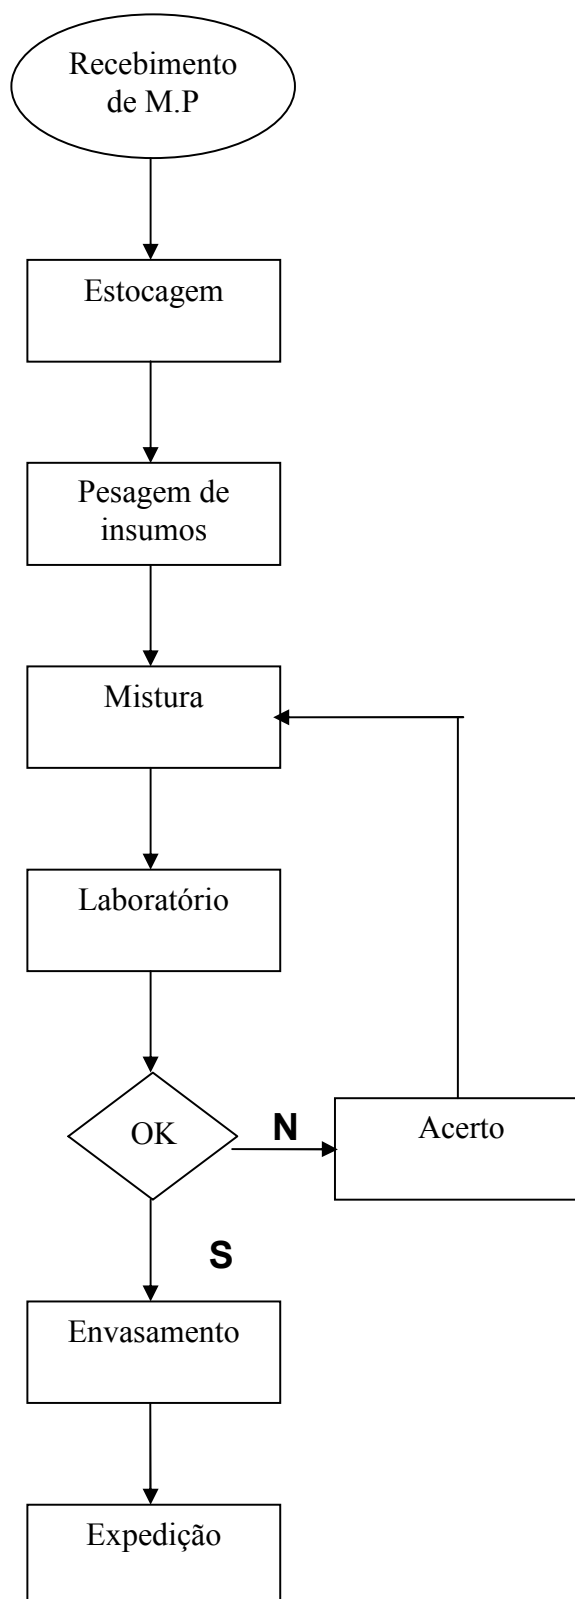 Recebimento
de M.P
Estocagem
Pesagem de
insumos
Mistura
Laboratório
OK
N
Acerto
S
Envasamento
Expedição